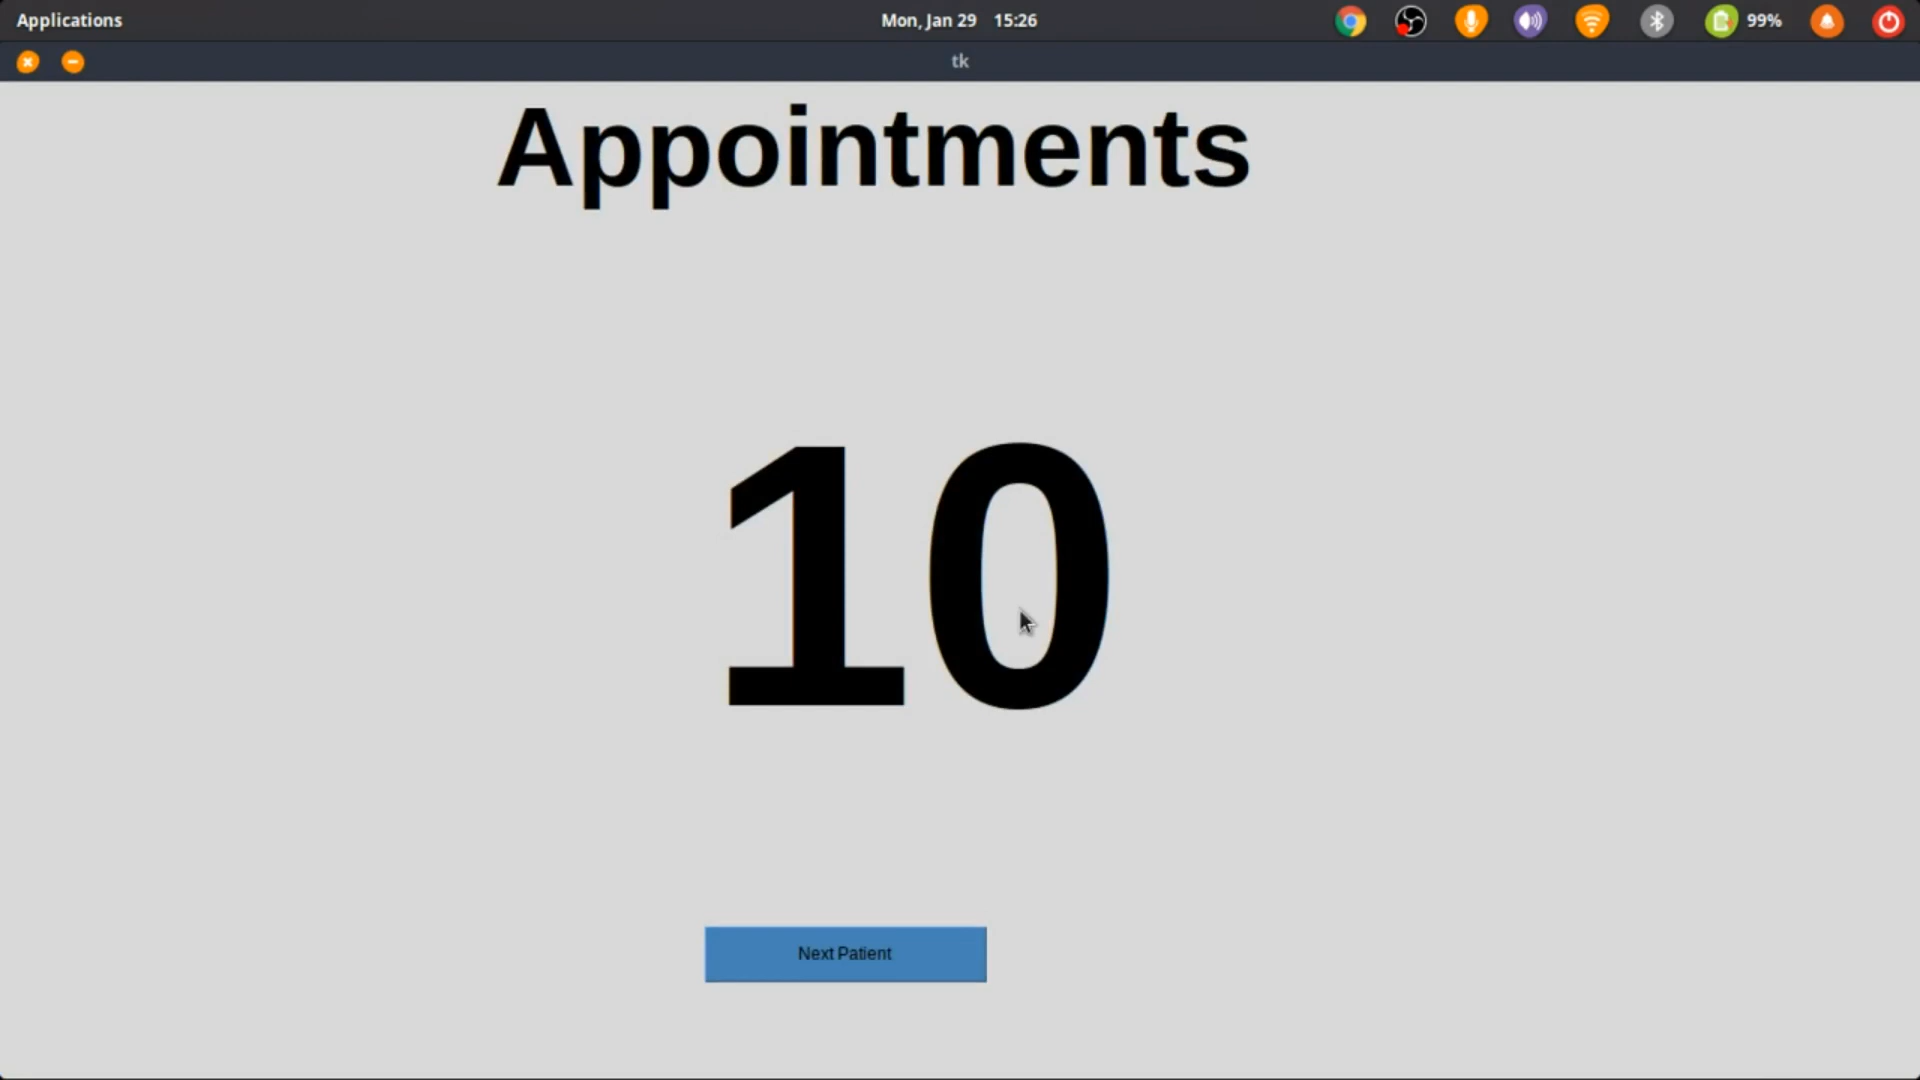 Applications
Mon, Jan 29 15:26
99%
tk
Appointments
10
Next Patient